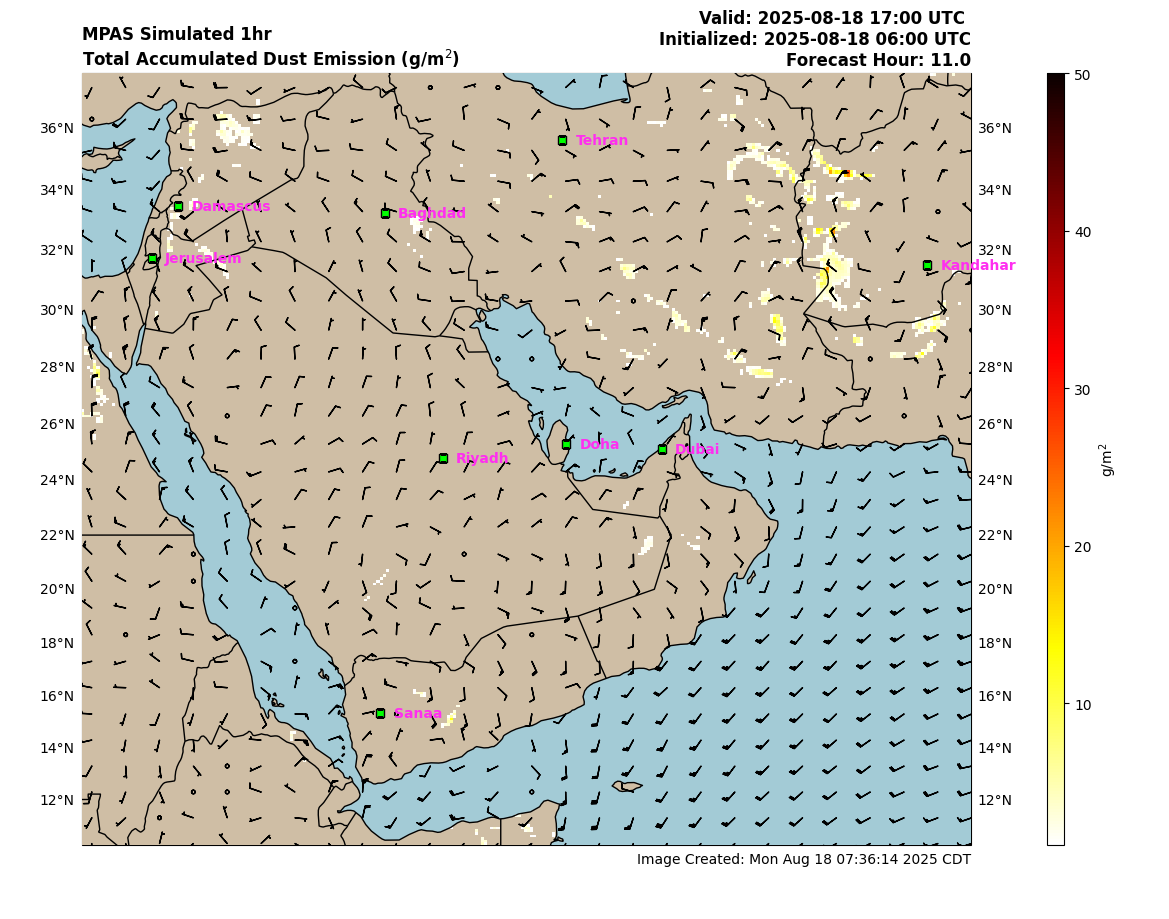 MPAS Simulated 1hr
Total Accumulated Dust Emission (g/m²)
Valid: 2025-08-18 17:00 UTC
Initialized: 2025-08-18 06:00 UTC
Forecast Hour: 11.0
36°N
34°N
32°N
30°N
28°N
26°N
24°N
22°N
20°N
18°N
16°N
14°N
12°N
Tehran
Damascus
Baghdad
Jerusalem
Kandahar
Riyadh
Doha
Dubai
Sanaa
36°N
34°N
32°N
30°N
28°N
26°N
24°N
22°N
20°N
18°N
16°N
14°N
12°N
50
40
30
20
10
g/m²
Image Created: Mon Aug 18 07:36:14 2025 CDT